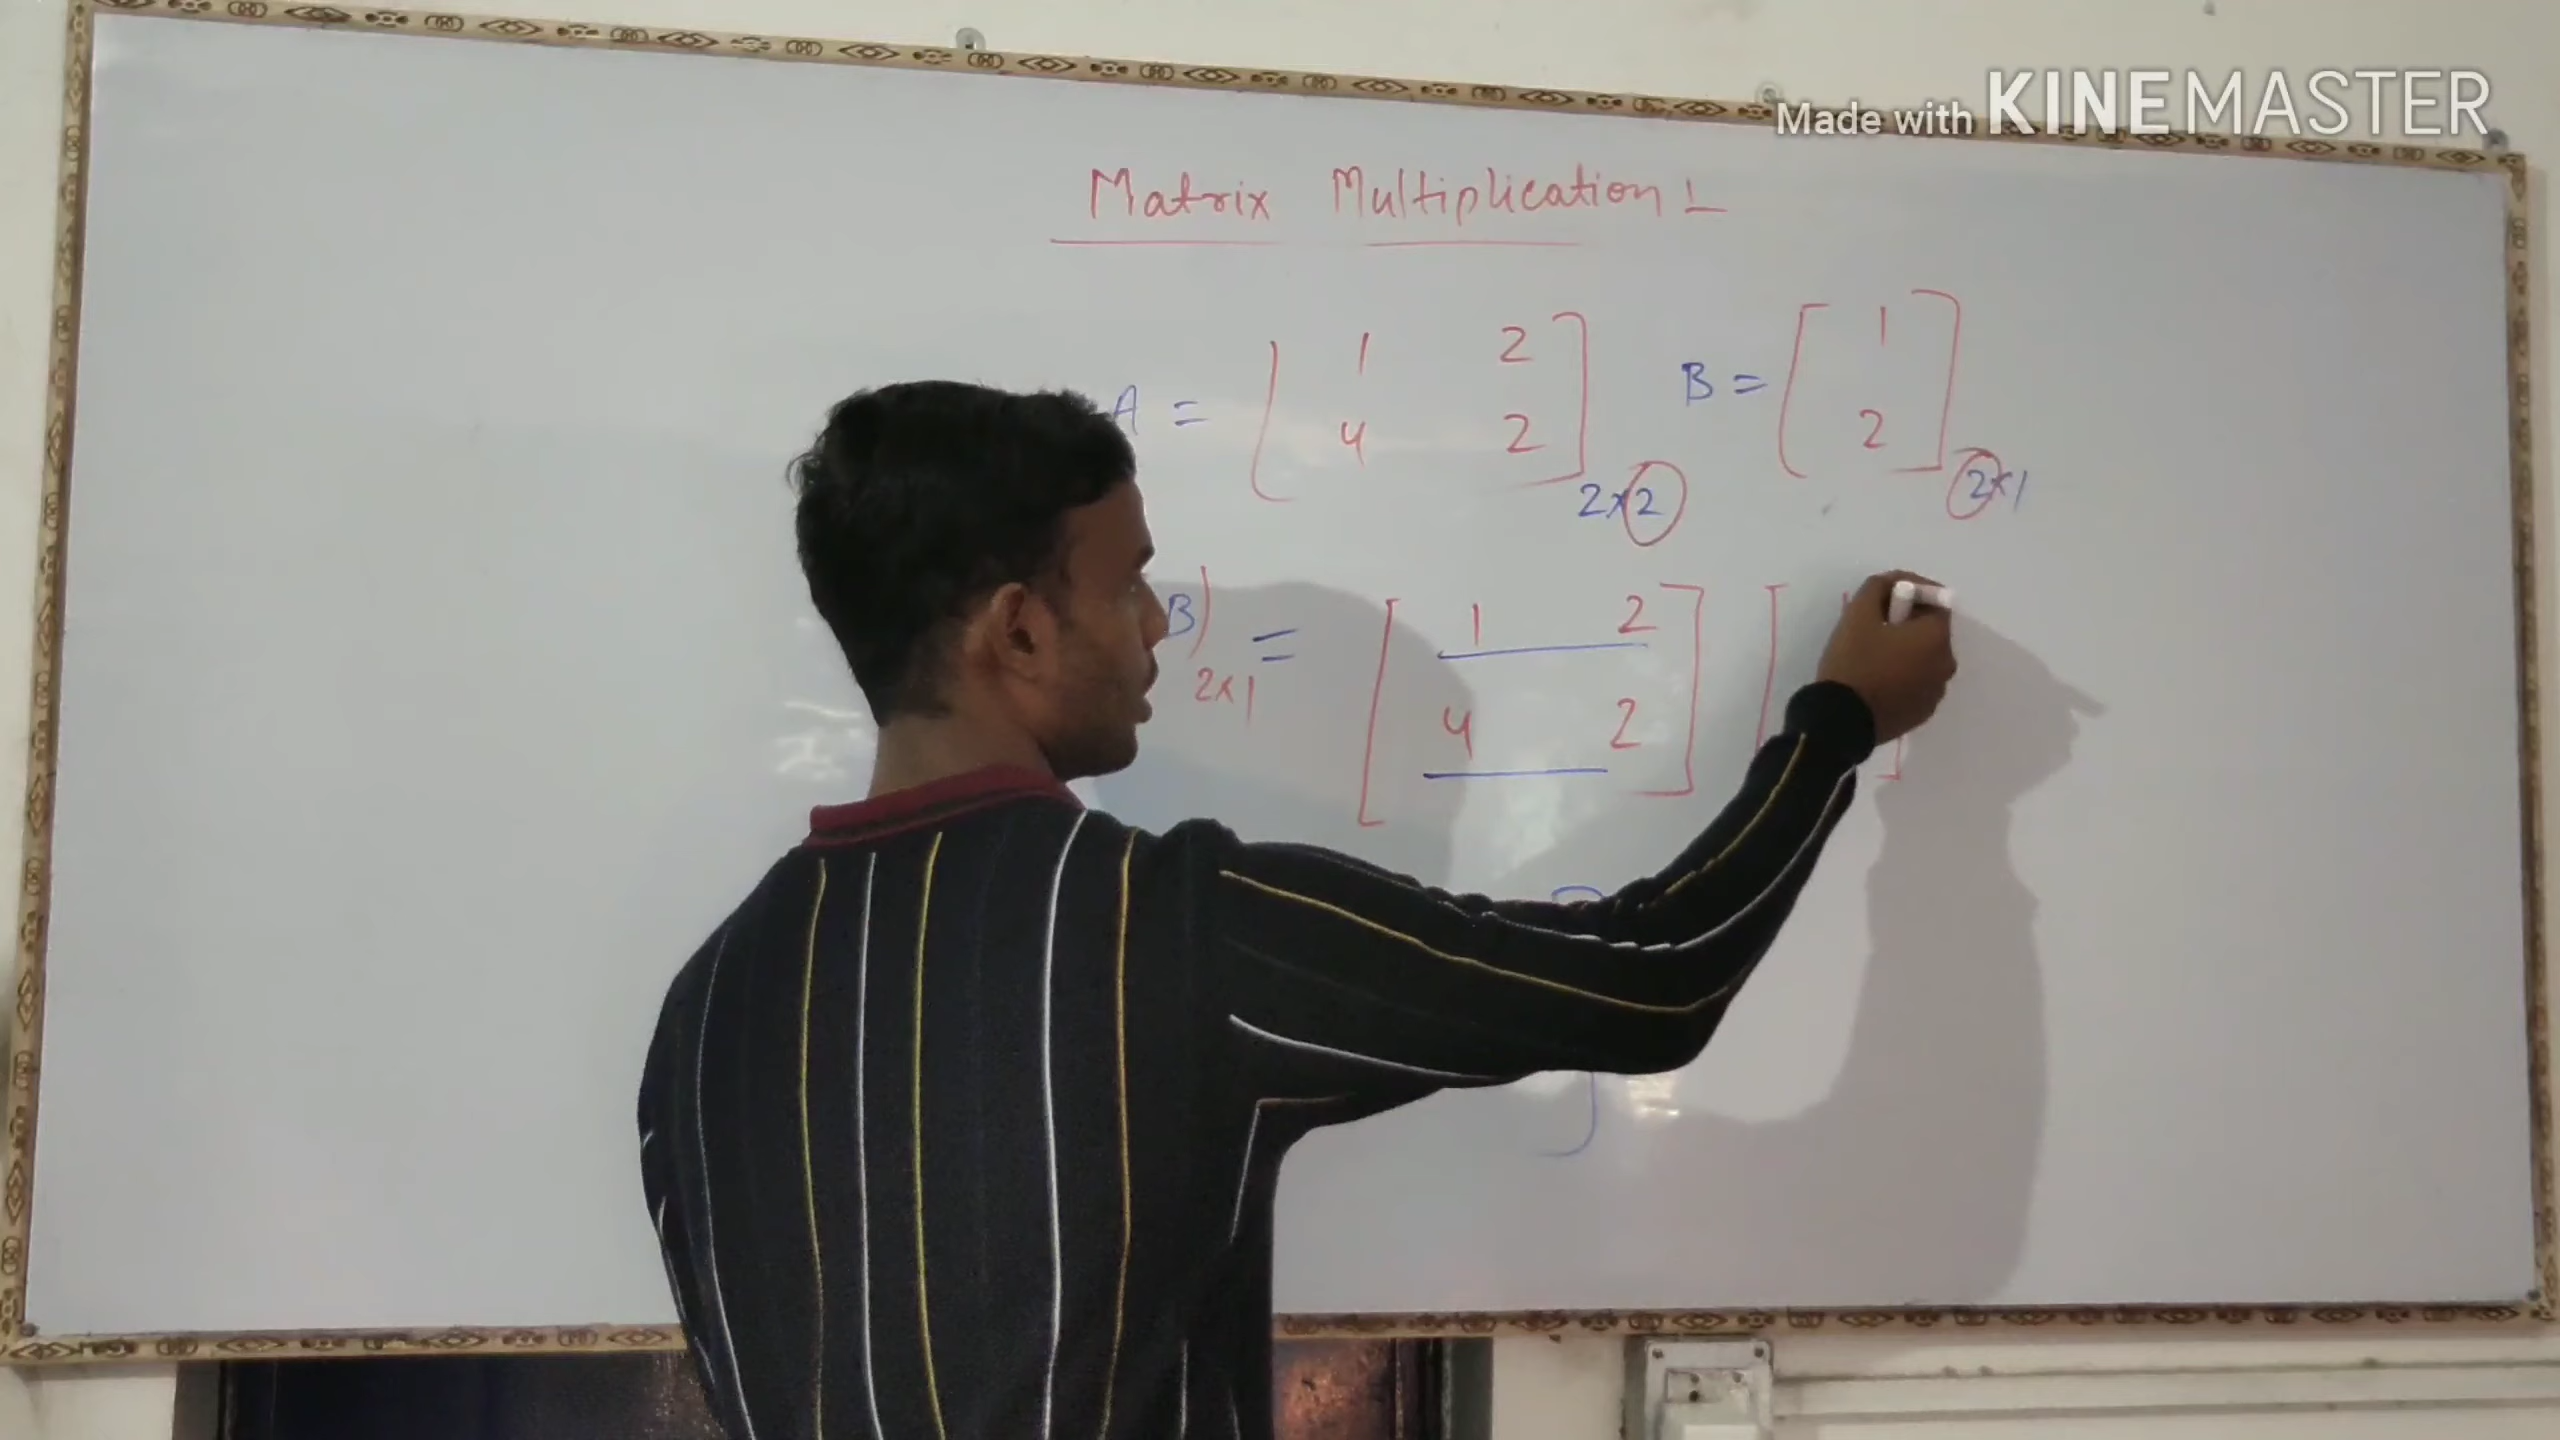 Made with KINEMASTER
Matrix Multiplication :-
A = [ 1 2 ] B = [ 1 ]
4 2 2
2x2 2x1
B) = [ 1 2 ] [
2x1 4 2